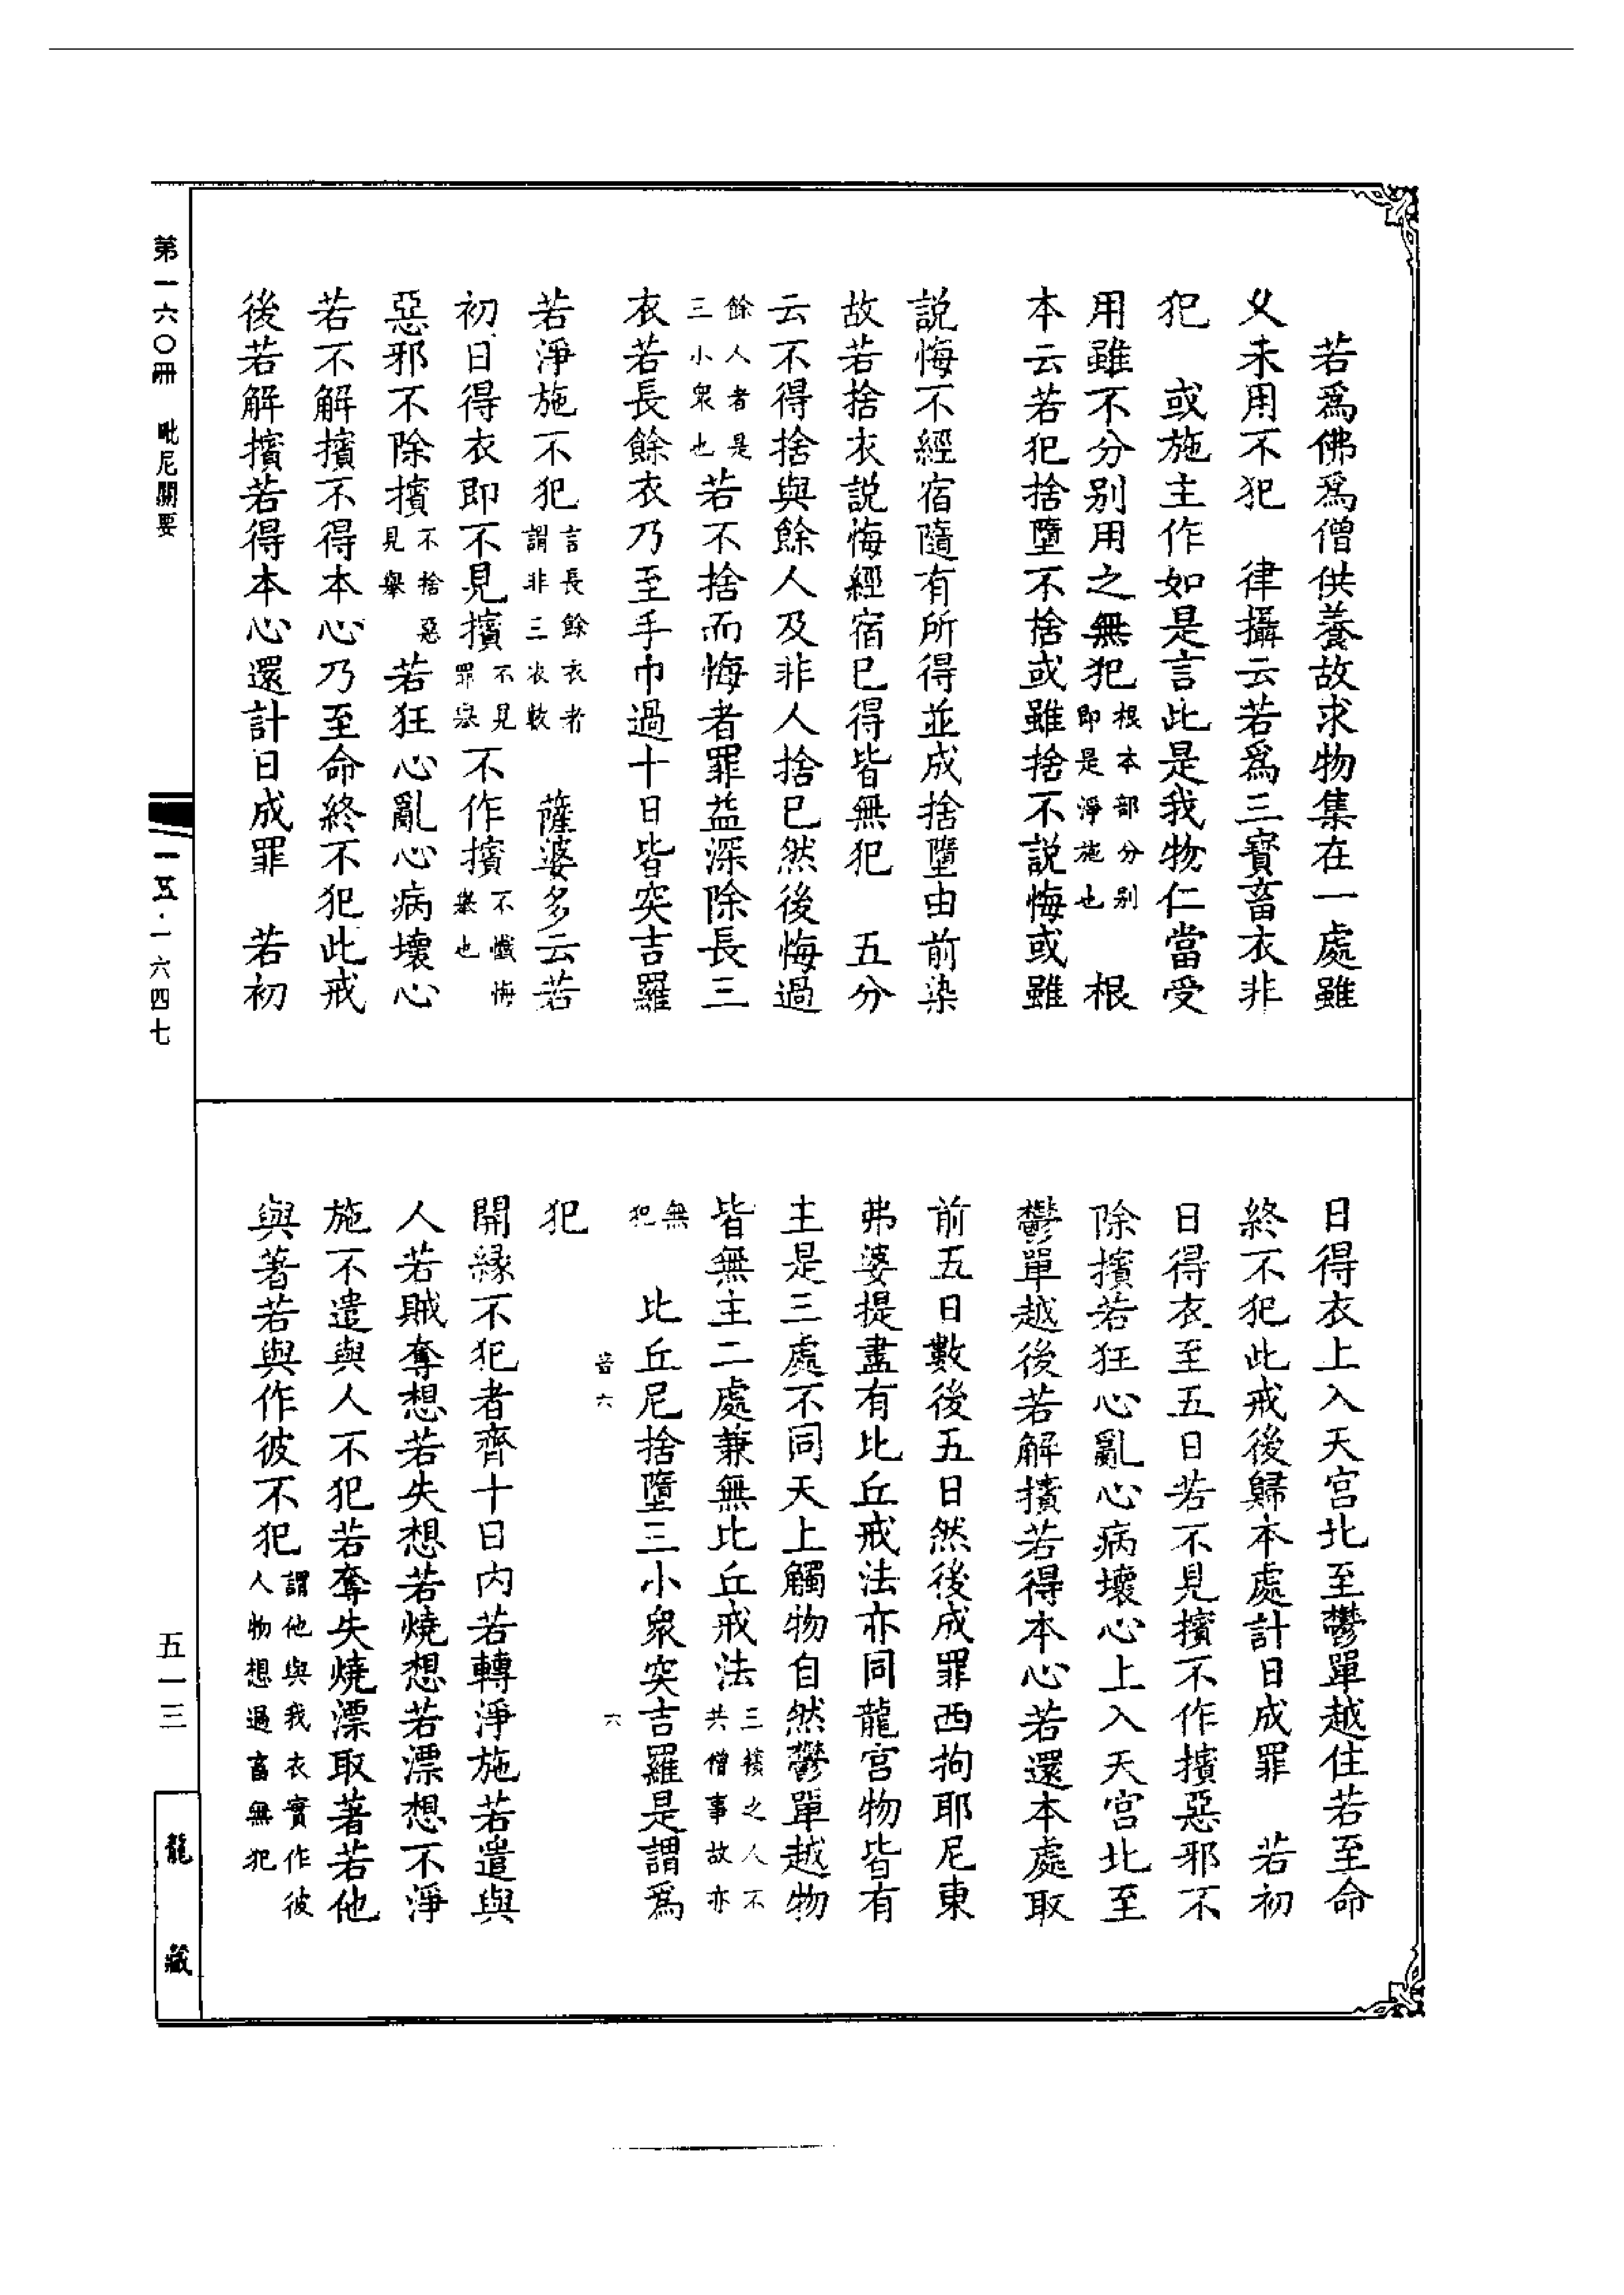 若爲佛爲僧供養故求物集在一處雖
乂未用不犯　律攝云若爲三寶畜衣非
犯　或施主作如是言此是我物仁當受
用雖不分别用之無犯根本部分别即是淨施也　根
本云若犯捨墮不捨或雖捨不説悔或雖
説悔不經宿隨有所得並成捨墮由前染
故若捨衣説悔經宿已得皆無犯　五分
云不得捨與餘人及非人捨已然後悔過
餘人者是三小衆也若不捨而悔者罪益深除長三
衣若長餘衣乃至手巾過十日皆突吉羅
若淨施不犯言長餘衣者謂非三衣數　薩婆多云若
初日得衣即不見擯不見罪舉不作擯不懺悔舉也
惡邪不除擯不捨惡見舉若狂心亂心病壞心
若不解擯不得本心乃至命終不犯此戒
後若解擯若得本心還計日成罪　若初
日得衣上入天宮北至鬱單越住若至命
終不犯此戒後歸本處計日成罪　若初
日得衣至五日若不見擯不作擯惡邪不
除擯若狂心亂心病壞心上入天宮北至
鬱單越後若解擯若得本心若還本處取
前五日數後五日然後成罪西拘耶尼東
弗婆提盡有比丘戒法亦同龍宮物皆有
主是三處不同天上觸物自然鬱單越物
皆無主二處兼無比丘戒法三擯之人不共僧事故亦
無犯　比丘尼捨墮三小衆突吉羅是謂爲
音六　六
犯
開緣不犯者齊十日内若轉淨施若遣與
人若賊奪想若失想若燒想若漂想不淨
施不遣與人不犯若奪失燒漂取著若他
與著若與作彼不犯謂他與我衣實作彼人物想過畜無犯
第一六〇冊　毗尼關要
一五·一六四七
五一三
龍藏